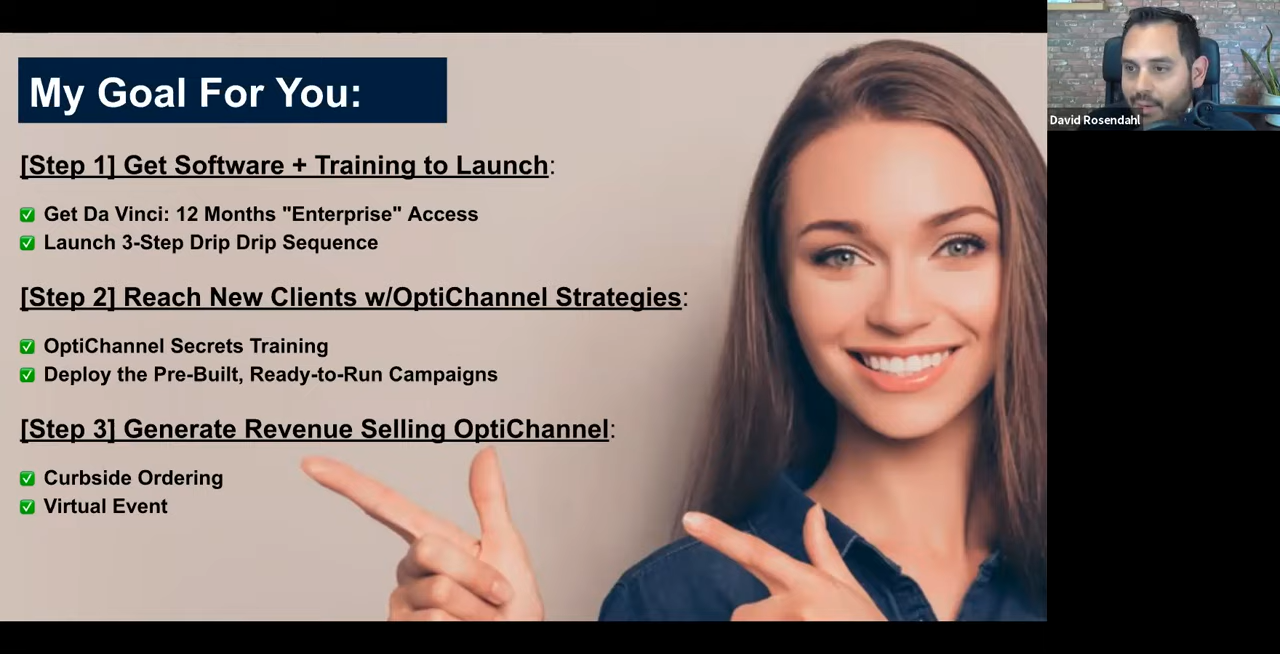 My Goal For You:
[Step 1] Get Software + Training to Launch:
✅ Get Da Vinci: 12 Months "Enterprise" Access
✅ Launch 3-Step Drip Drip Sequence
[Step 2] Reach New Clients w/OptiChannel Strategies:
✅ OptiChannel Secrets Training
✅ Deploy the Pre-Built, Ready-to-Run Campaigns
[Step 3] Generate Revenue Selling OptiChannel:
✅ Curbside Ordering
✅ Virtual Event
David Rosendahl